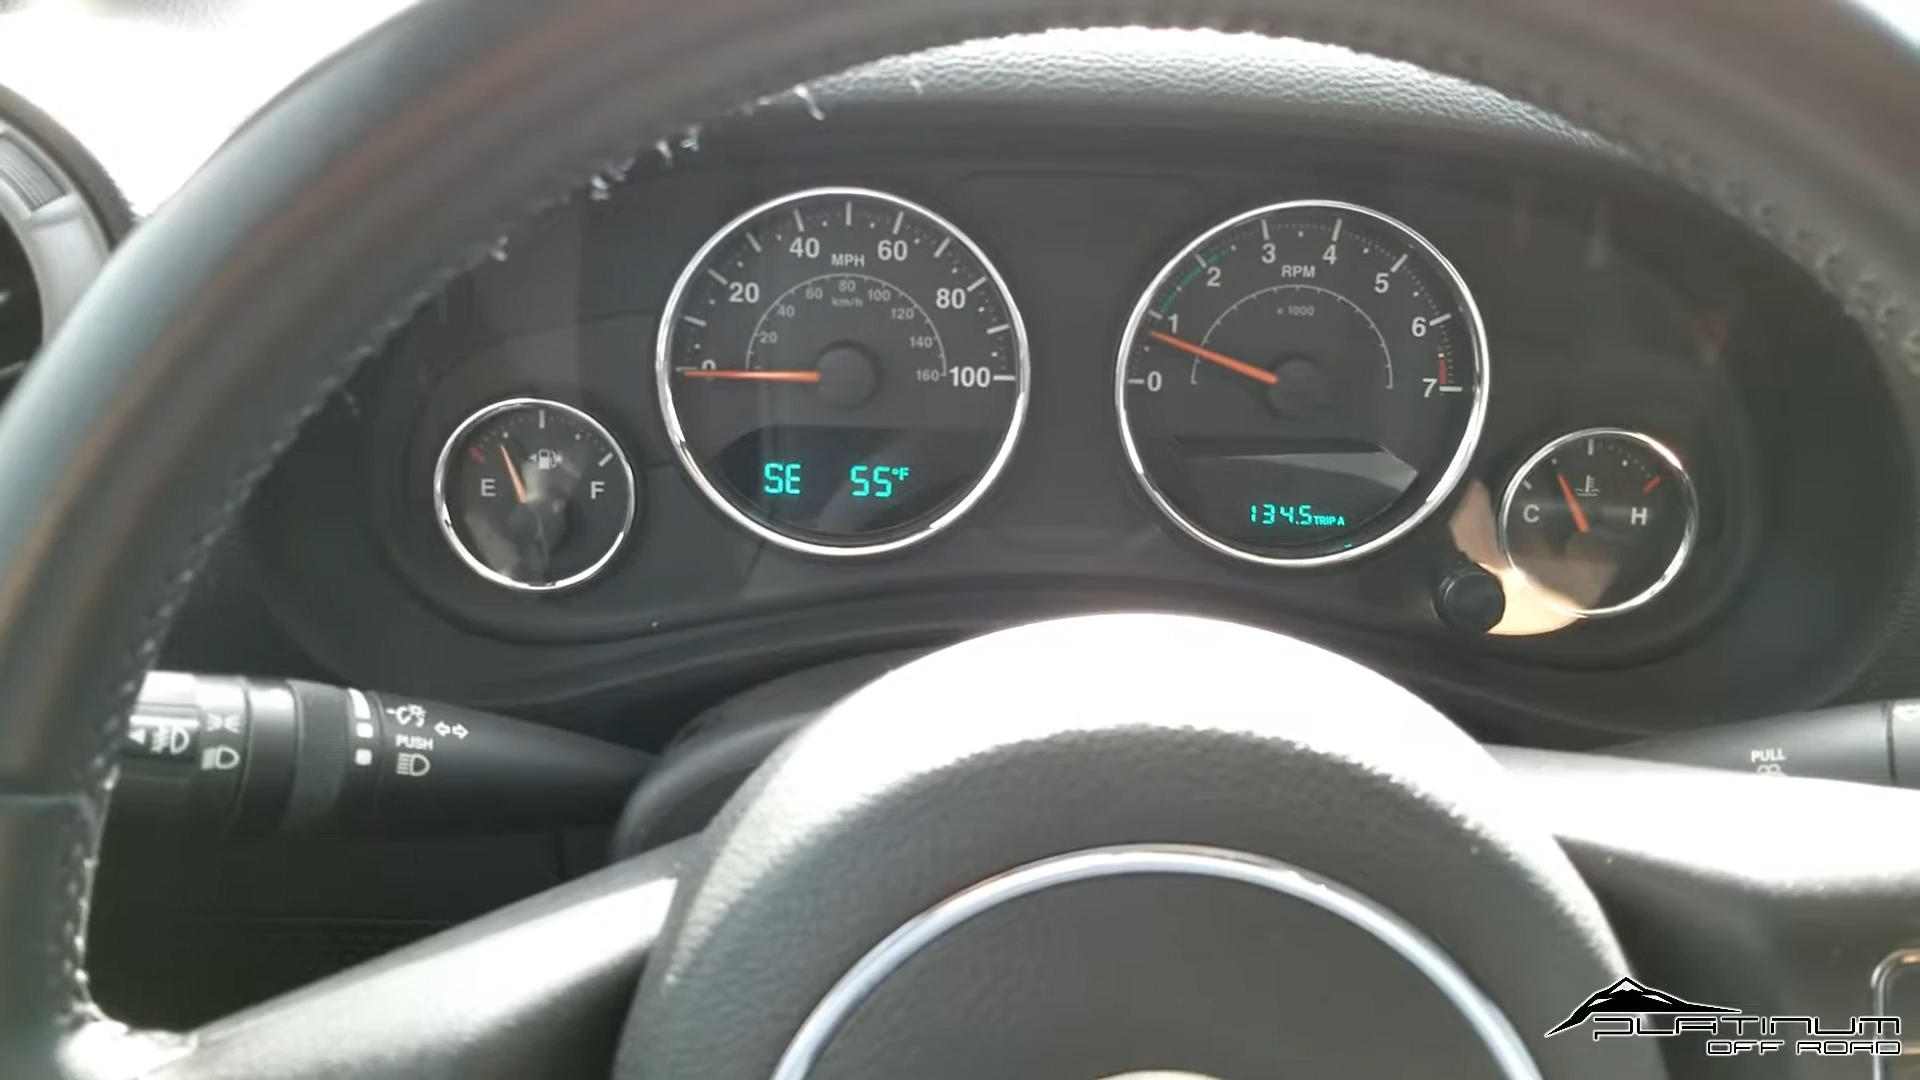 40 60
MPH
20 80
60 80 100
km/h
40 120
20 140
0 160 100
SE 55°F
E F
3 4
2 RPM 5
x 1000
1 6
0 7
134.5 TRIP A
C H
PUSH
PULL
PLATINUM
OFF ROAD